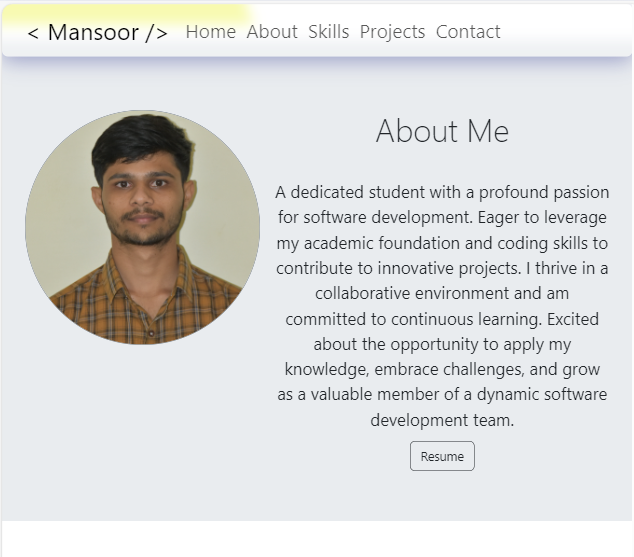 < Mansoor /> Home About Skills Projects Contact
About Me
A dedicated student with a profound passion
for software development. Eager to leverage
my academic foundation and coding skills to
contribute to innovative projects. I thrive in a
collaborative environment and am
committed to continuous learning. Excited
about the opportunity to apply my
knowledge, embrace challenges, and grow
as a valuable member of a dynamic software
development team.
Resume